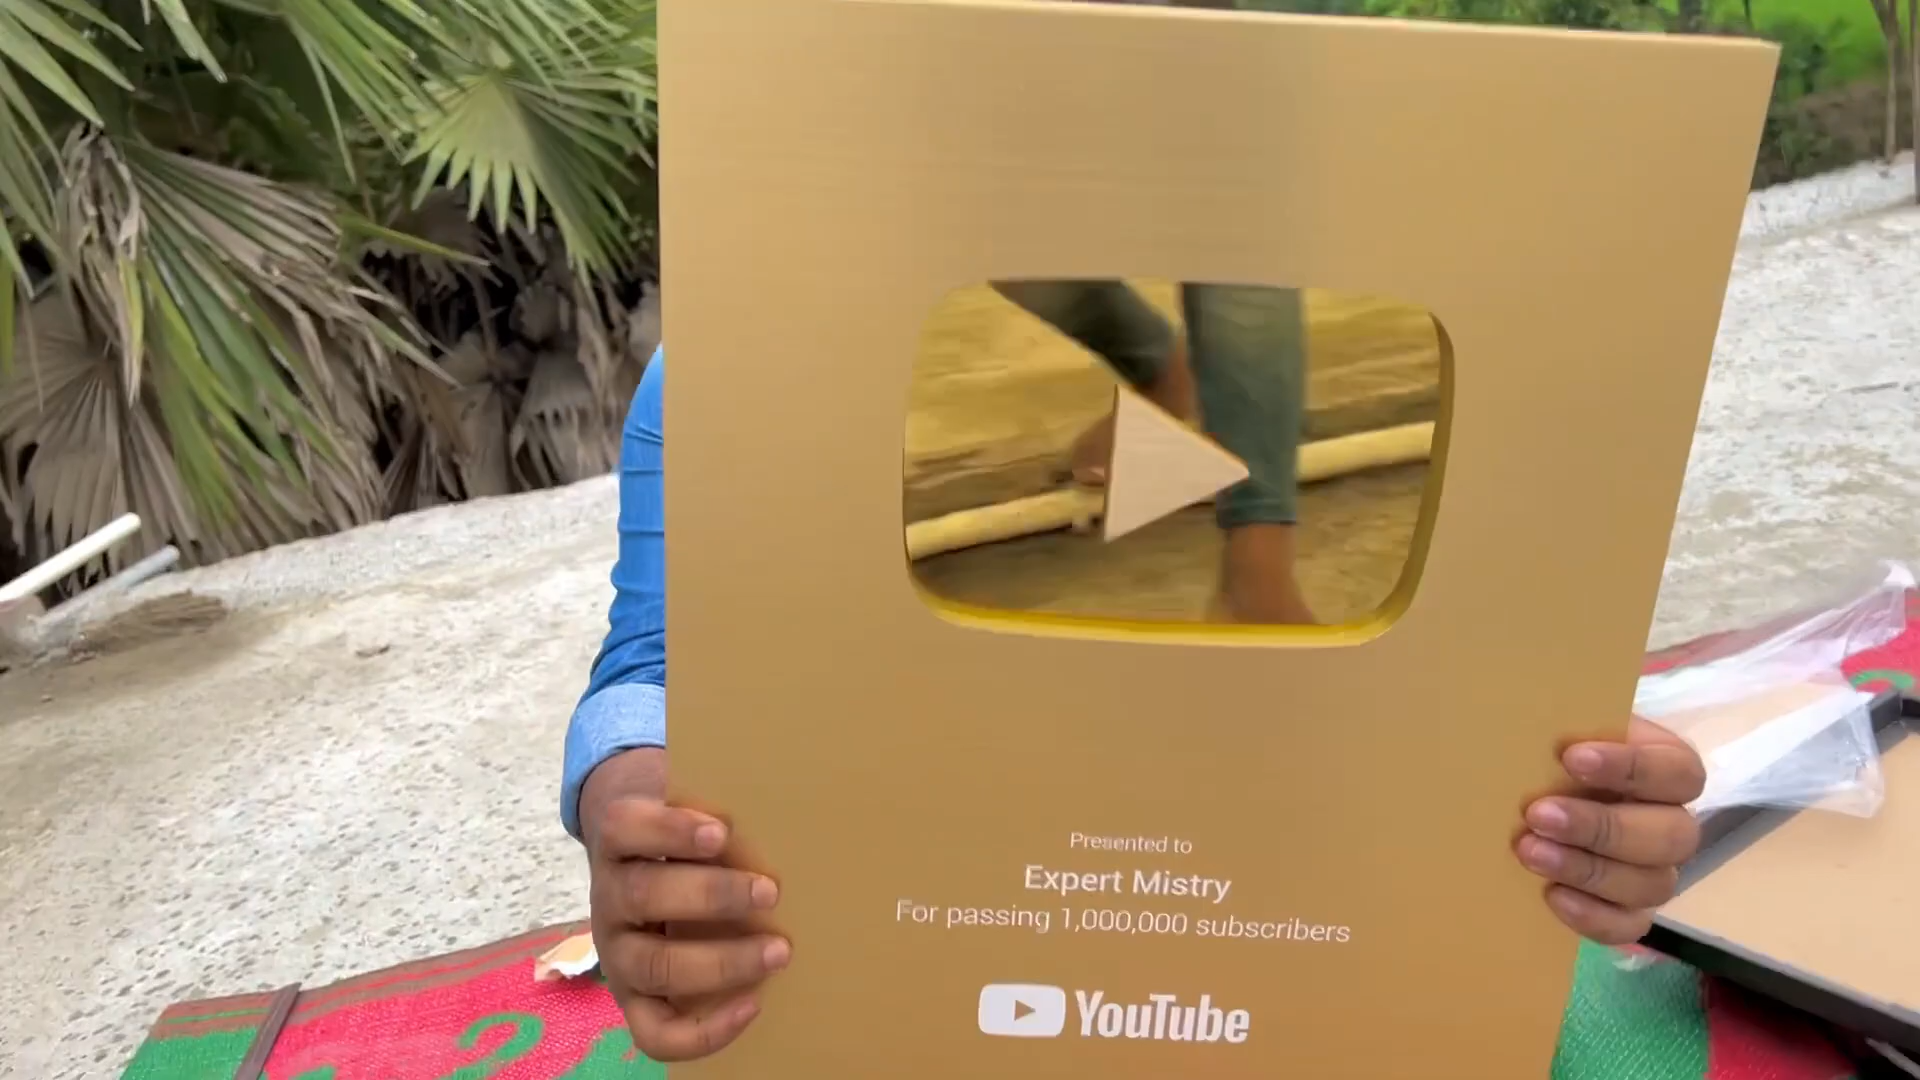 Presented to
Expert Mistry
For passing 1,000,000 subscribers
YouTube